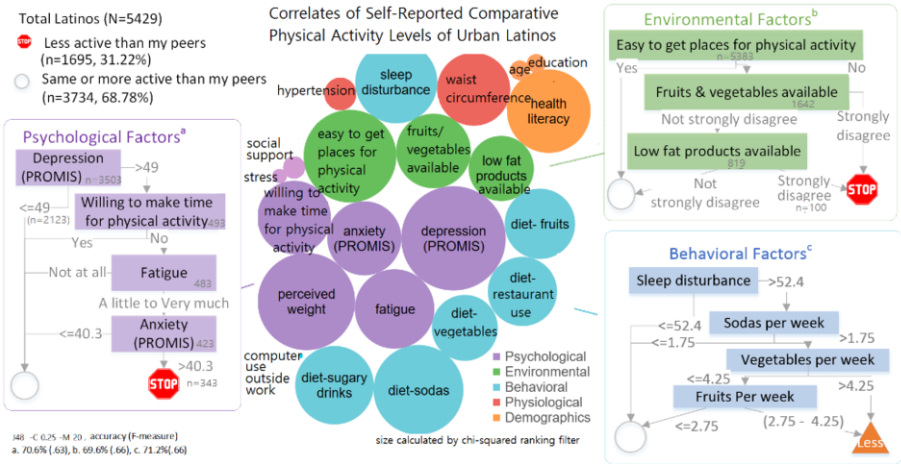 Total Latinos (N=5429)
STOP
Less active than my peers
(n=1695, 31.22%)
Same or more active than my peers
(n=3734, 68.78%)
Correlates of Self-Reported Comparative
Physical Activity Levels of Urban Latinos
Psychological Factorsa
Depression
(PROMIS) n=3503
>49
<=49
(n=2123)
Willing to make time
for physical activity 493
Yes
No
Not at all
Fatigue
483
A little to Very much
<=40.3
Anxiety
(PROMIS) 423
>40.3
STOP
n=343
J48 -C 0.25 -M 20 , accuracy (F-measure)
a. 70.6% (.63), b. 69.6% (.66), c. 71.2%(.66)
hypertension
sleep
disturbance
waist
circumference
age
education
health
literacy
social
support
stress
easy to get
places for
physical
activity
fruits/
vegetables
available
low fat
products
available
willing to
make time
for physical
activity
anxiety
(PROMIS)
depression
(PROMIS)
diet- fruits
perceived
weight
fatigue
diet-
vegetables
diet-
restaurant
use
computer
use
outside
work
diet-sugary
drinks
diet-sodas
Psychological
Environmental
Behavioral
Physiological
Demographics
size calculated by chi-squared ranking filter
Environmental Factorsb
Easy to get places for physical activity
n=5383
Yes
No
Fruits & vegetables available
1642
Not strongly disagree
Strongly
disagree
Low fat products available
819
Not
strongly disagree
Strongly
disagree
n=100
STOP
Behavioral Factorsc
Sleep disturbance
>52.4
<=52.4
Sodas per week
<=1.75
>1.75
Vegetables per week
<=4.25
>4.25
Fruits Per week
<=2.75
(2.75 - 4.25)
Less